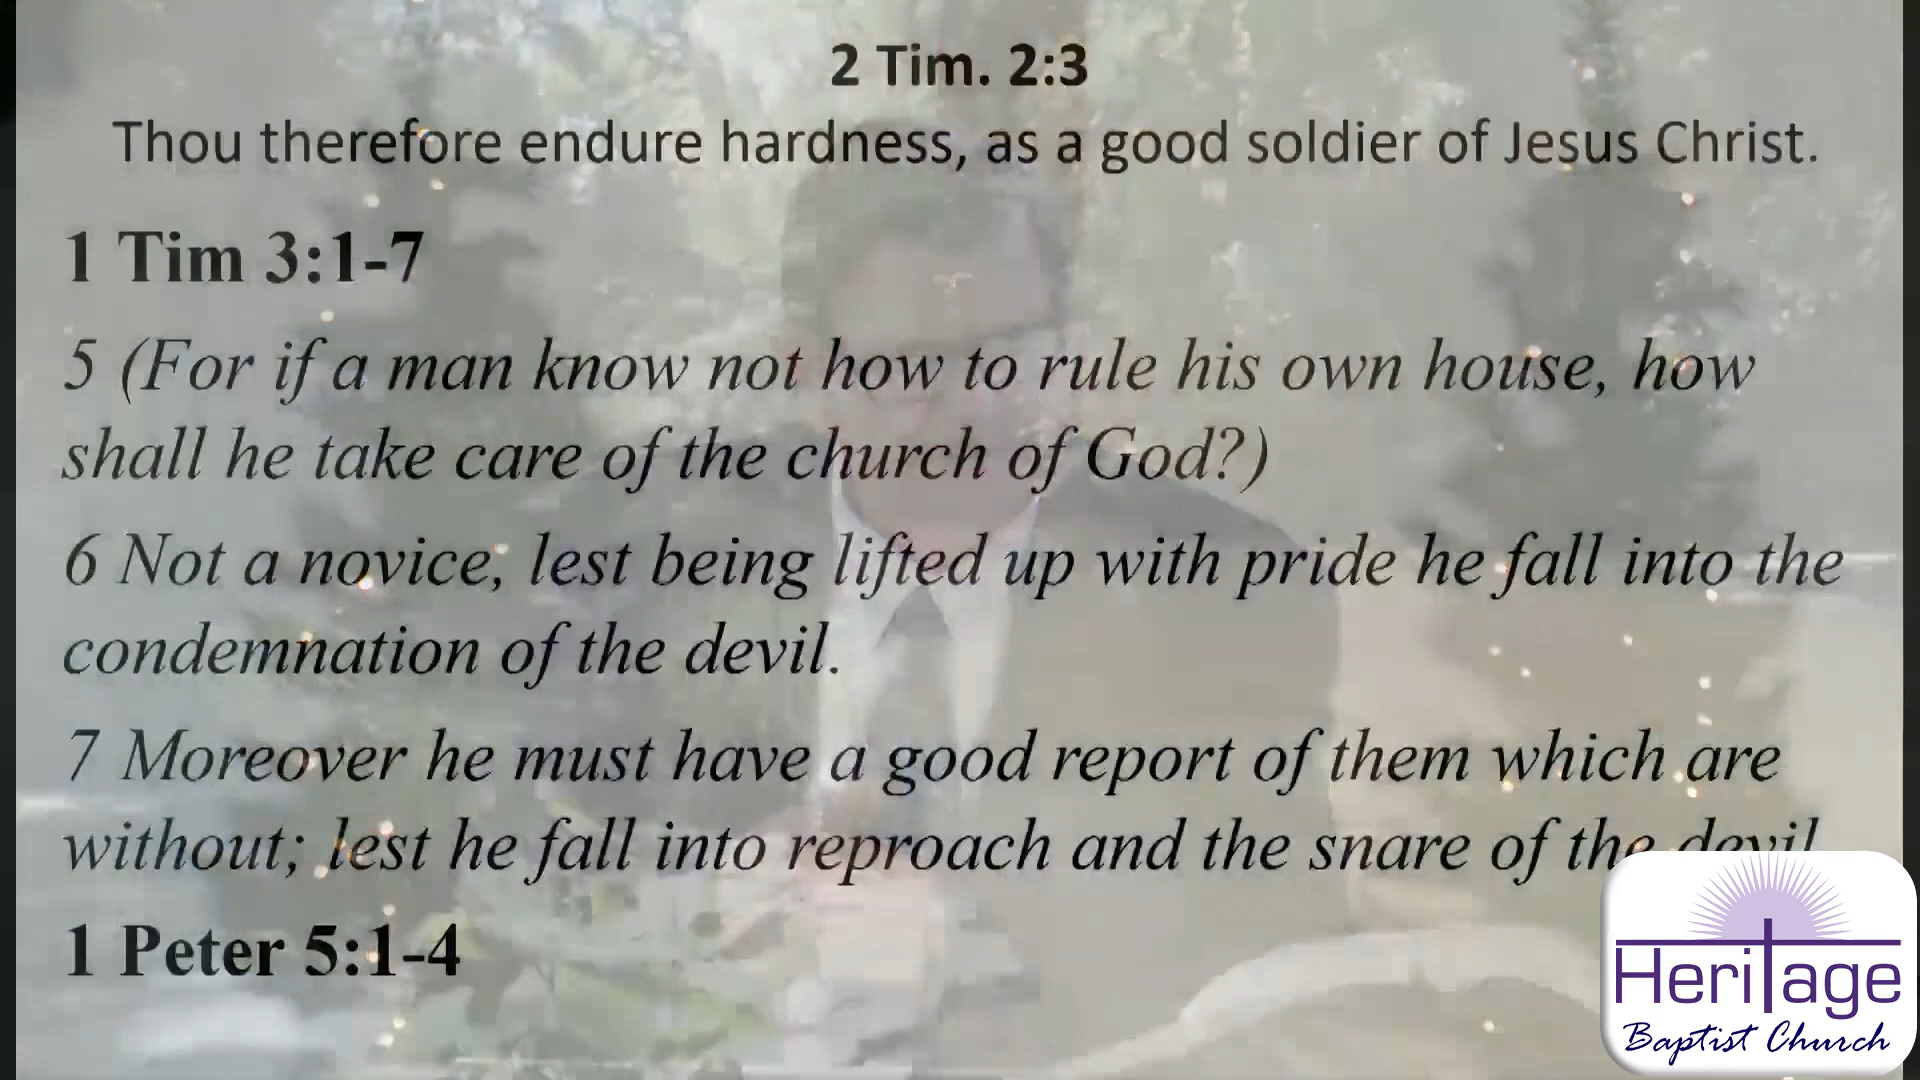 2 Tim. 2:3
Thou therefore endure hardness, as a good soldier of Jesus Christ.
1 Tim 3:1-7
5 (For if a man know not how to rule his own house, how
shall he take care of the church of God?)
6 Not a novice, lest being lifted up with pride he fall into the
condemnation of the devil.
7 Moreover he must have a good report of them which are
without; lest he fall into reproach and the snare of the devil
1 Peter 5:1-4
Heritage
Baptist Church